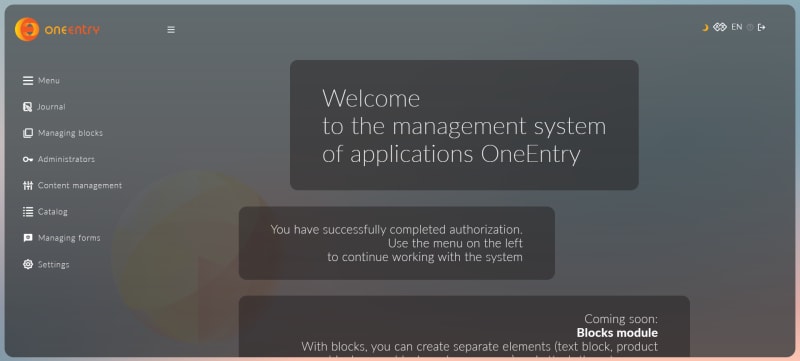 ONEENTRY
EN
Menu
Journal
Managing blocks
Administrators
Content management
Catalog
Managing forms
Settings
Welcome
to the management system
of applications OneEntry
You have successfully completed authorization.
Use the menu on the left
to continue working with the system
Coming soon:
Blocks module
With blocks, you can create separate elements (text block, product